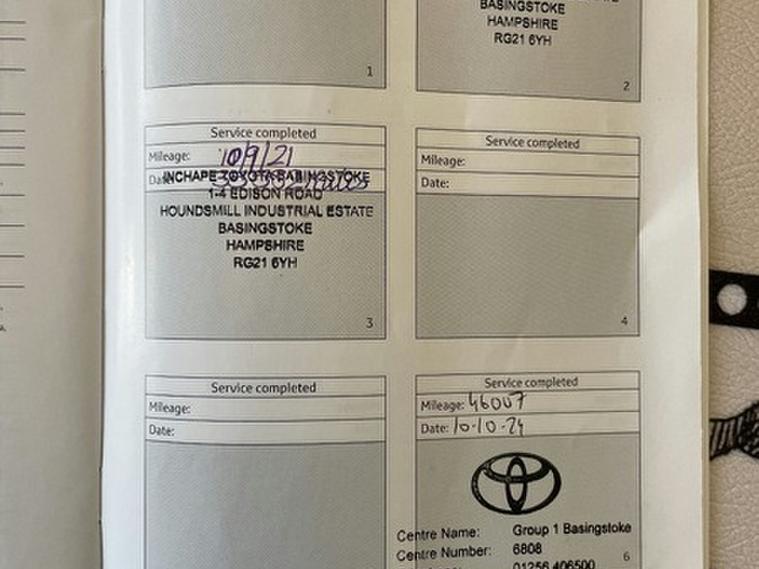 BASINGSTOKE
HAMPSHIRE
RG21 6YH
1
2
Service completed
Mileage: 10/9/21
Date:
INCHAPE TOYOTA BASINGSTOKE
1-4 EDISON ROAD
HOUNDSMILL INDUSTRIAL ESTATE
BASINGSTOKE
HAMPSHIRE
RG21 6YH
3
Service completed
Mileage:
Date:
4
Service completed
Mileage:
Date:
Service completed
Mileage: 46007
Date: 10-10-24
Centre Name: Group 1 Basingstoke
Centre Number: 6808
01256 406500
6